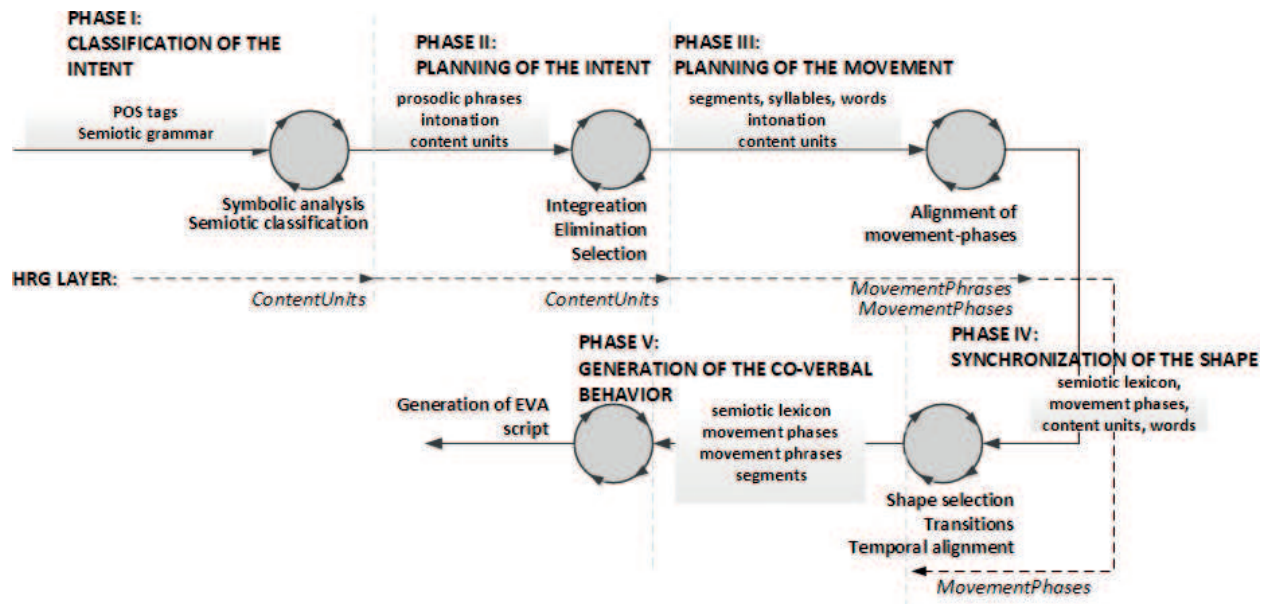 PHASE I:
CLASSIFICATION OF THE
INTENT
POS tags
Semiotic grammar
Symbolic analysis
Semiotic classification
PHASE II:
PLANNING OF THE INTENT
prosodic phrases
intonation
content units
Integreation
Elimination
Selection
PHASE III:
PLANNING OF THE MOVEMENT
segments, syllables, words
intonation
content units
Alignment of
movement-phases
HRG LAYER:
ContentUnits
ContentUnits
MovementPhrases
MovementPhases
PHASE IV:
SYNCHRONIZATION OF THE SHAPE
semiotic lexicon,
movement phases,
content units, words
Shape selection
Transitions
Temporal alignment
MovementPhases
PHASE V:
GENERATION OF THE CO-VERBAL
BEHAVIOR
semiotic lexicon
movement phases
movement phrases
segments
Generation of EVA
script